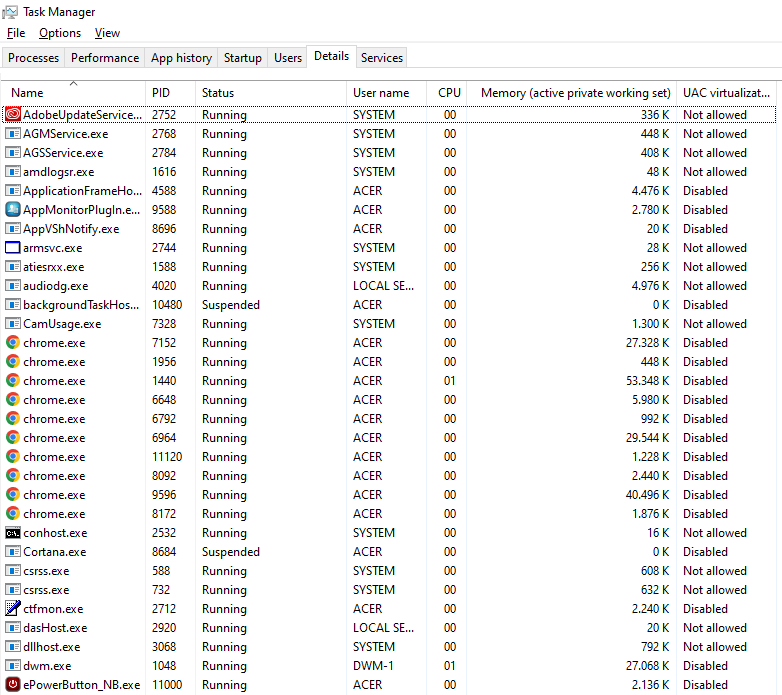 Task Manager
File Options View
Processes Performance App history Startup Users Details Services
Name PID Status User name CPU Memory (active private working set) UAC virtualizat...
AdobeUpdateService... 2752 Running SYSTEM 00 336 K Not allowed
AGMService.exe 2768 Running SYSTEM 00 448 K Not allowed
AGSService.exe 2784 Running SYSTEM 00 408 K Not allowed
amdlogsr.exe 1616 Running SYSTEM 00 48 K Not allowed
ApplicationFrameHo... 4588 Running ACER 00 4.476 K Disabled
AppMonitorPlugIn.e... 9588 Running ACER 00 2.780 K Disabled
AppVShNotify.exe 8696 Running ACER 00 20 K Disabled
armsvc.exe 2744 Running SYSTEM 00 28 K Not allowed
atiesrxx.exe 1588 Running SYSTEM 00 256 K Not allowed
audiodg.exe 4020 Running LOCAL SE... 00 4.976 K Not allowed
backgroundTaskHos... 10480 Suspended ACER 00 0 K Disabled
CamUsage.exe 7328 Running SYSTEM 00 1.300 K Not allowed
chrome.exe 7152 Running ACER 00 27.328 K Disabled
chrome.exe 1956 Running ACER 00 448 K Disabled
chrome.exe 1440 Running ACER 01 53.348 K Disabled
chrome.exe 6648 Running ACER 00 5.980 K Disabled
chrome.exe 6792 Running ACER 00 992 K Disabled
chrome.exe 6964 Running ACER 00 29.544 K Disabled
chrome.exe 11120 Running ACER 00 1.228 K Disabled
chrome.exe 8092 Running ACER 00 2.440 K Disabled
chrome.exe 9596 Running ACER 00 40.496 K Disabled
chrome.exe 8172 Running ACER 00 1.876 K Disabled
conhost.exe 2532 Running SYSTEM 00 16 K Not allowed
Cortana.exe 8684 Suspended ACER 00 0 K Disabled
csrss.exe 588 Running SYSTEM 00 608 K Not allowed
csrss.exe 732 Running SYSTEM 00 632 K Not allowed
ctfmon.exe 2712 Running ACER 00 2.240 K Disabled
dasHost.exe 2920 Running LOCAL SE... 00 20 K Not allowed
dllhost.exe 3068 Running SYSTEM 00 792 K Not allowed
dwm.exe 1048 Running DWM-1 01 27.068 K Disabled
ePowerButton_NB.exe 11000 Running ACER 00 2.136 K Disabled